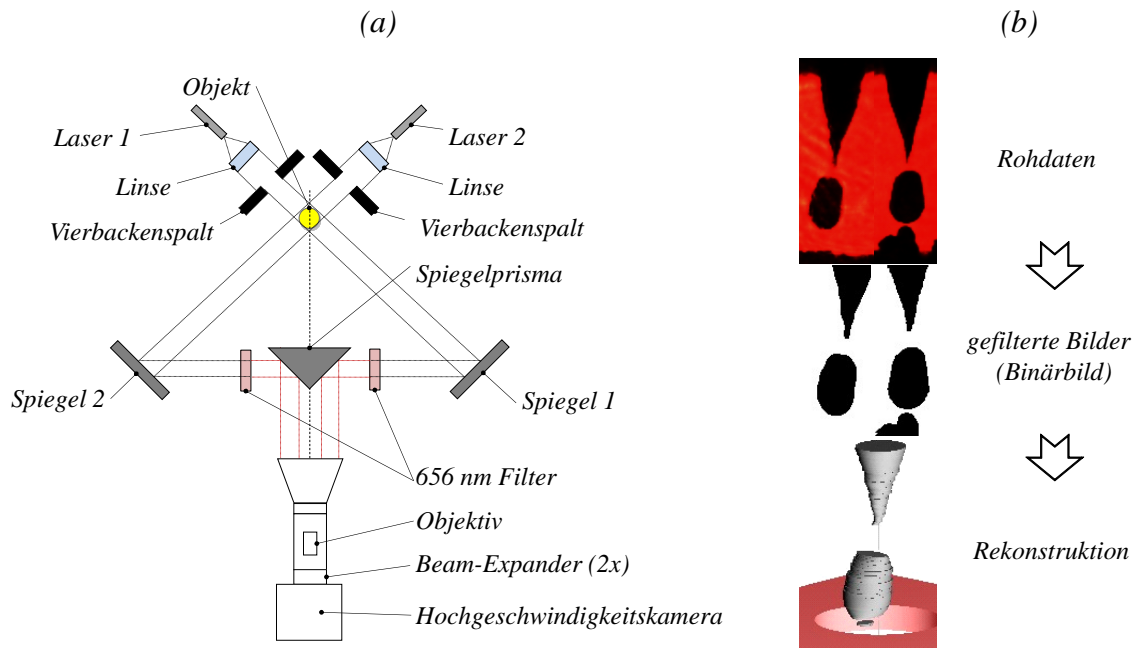 (a)
(b)
Objekt
Laser 1
Laser 2
Linse
Linse
Vierbackenspalt
Vierbackenspalt
Spiegelprisma
Spiegel 2
Spiegel 1
656 nm Filter
Objektiv
Beam-Expander (2x)
Hochgeschwindigkeitskamera
Rohdaten
gefilterte Bilder
(Binärbild)
Rekonstruktion